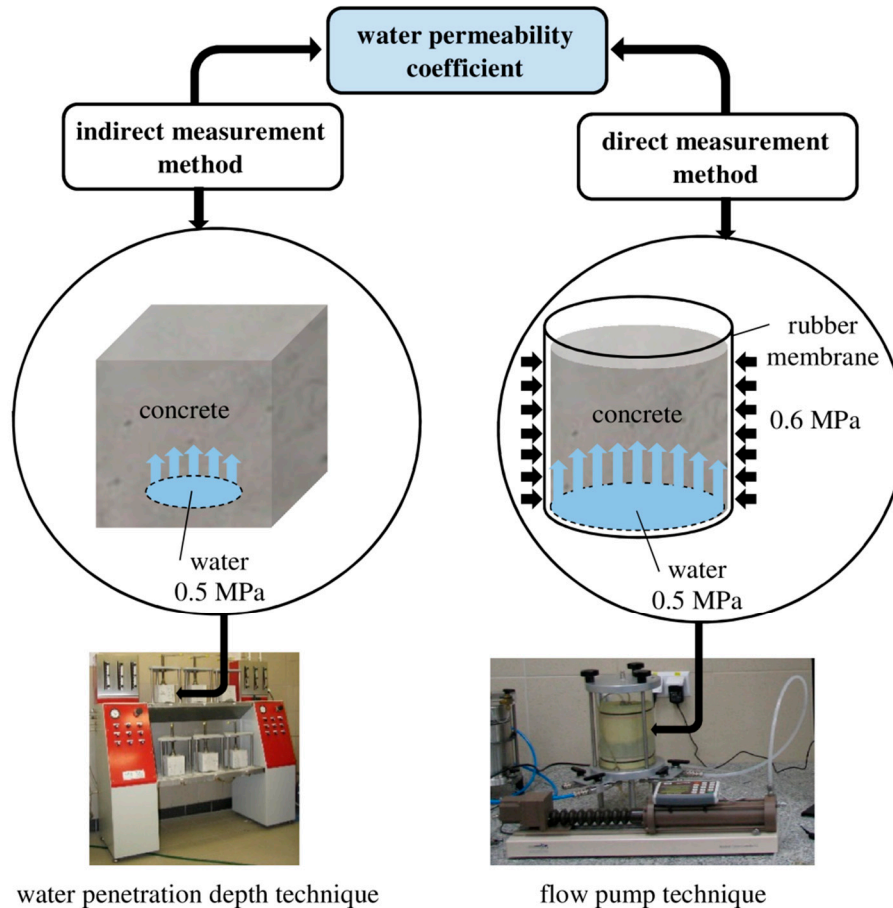 water permeability
coefficient
indirect measurement
method
direct measurement
method
concrete
water
0.5 MPa
rubber
membrane
concrete
0.6 MPa
water
0.5 MPa
water penetration depth technique
flow pump technique